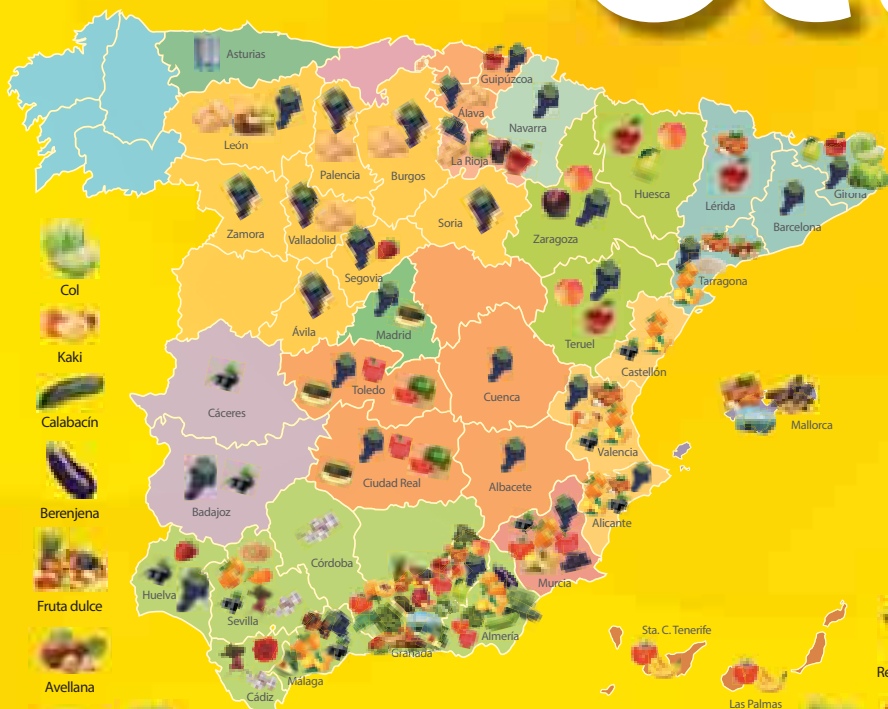 Asturias
Guipúzcoa
Álava
Navarra
León
Palencia
Burgos
La Rioja
Huesca
Lérida
Girona
Barcelona
Zamora
Valladolid
Soria
Zaragoza
Segovia
Tarragona
Ávila
Madrid
Teruel
Castellón
Cáceres
Toledo
Cuenca
Mallorca
Valencia
Badajoz
Ciudad Real
Albacete
Alicante
Córdoba
Murcia
Huelva
Sevilla
Granada
Almería
Málaga
Cádiz
Sta. C. Tenerife
Las Palmas
Col
Kaki
Calabacín
Berenjena
Fruta dulce
Avellana